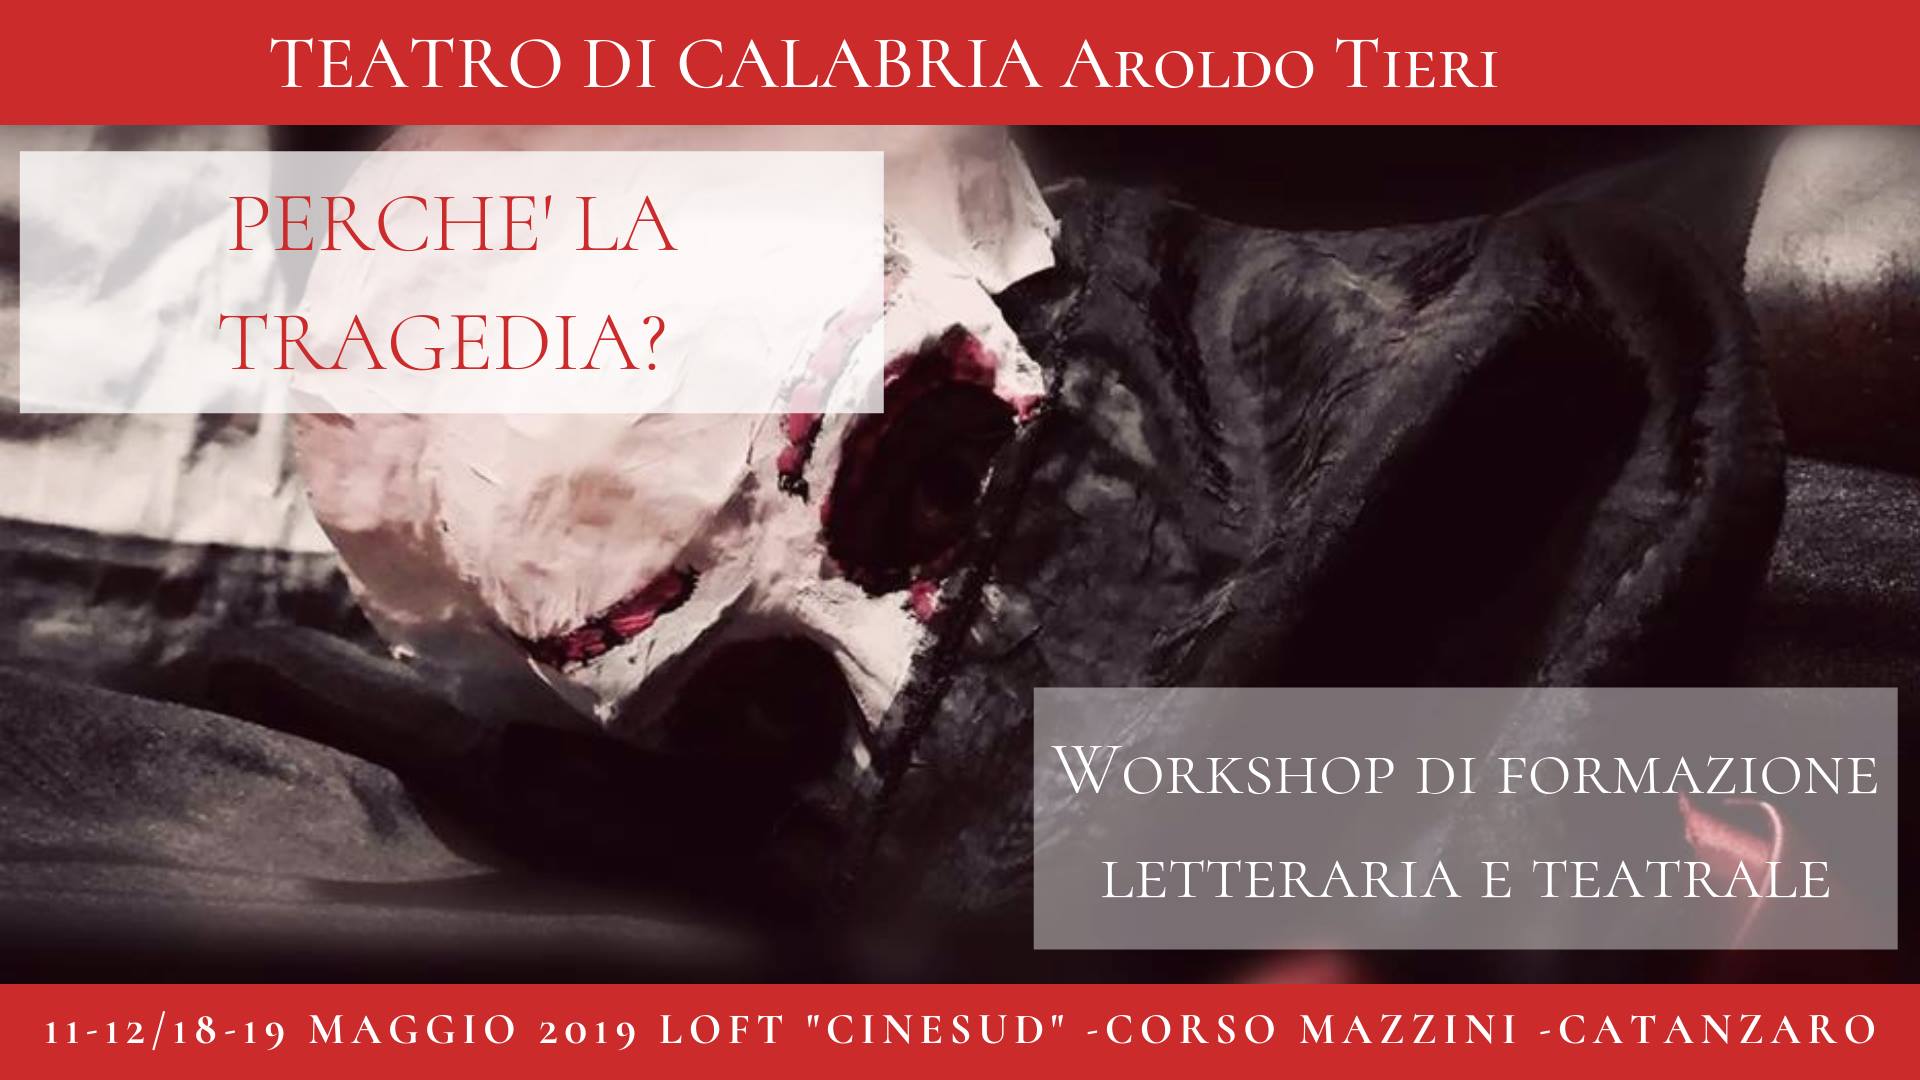 TEATRO DI CALABRIA AROLDO TIERI
PERCHE' LA
TRAGEDIA?
WORKSHOP DI FORMAZIONE
LETTERARIA E TEATRALE
11-12/18-19 MAGGIO 2019 LOFT "CINESUD" -CORSO MAZZINI -CATANZARO